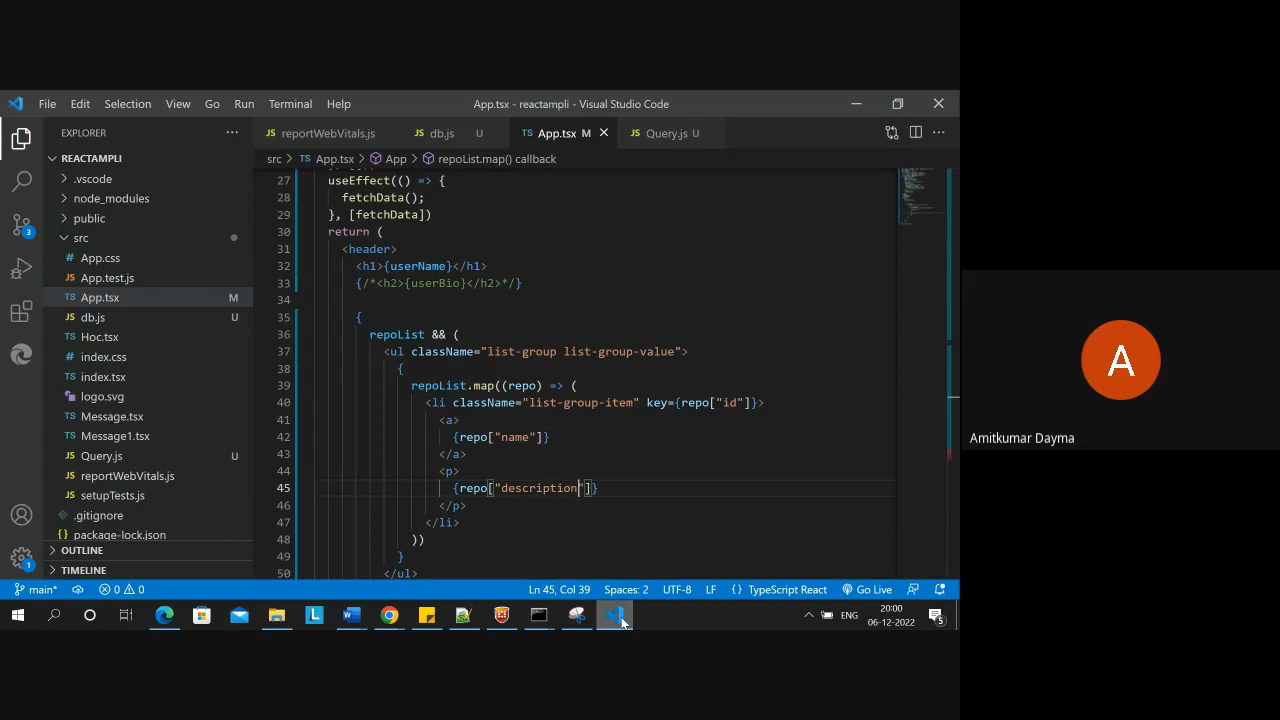 File Edit Selection View Go Run Terminal Help App.tsx - reactampli - Visual Studio Code
EXPLORER
reportWebVitals.js
db.js U
App.tsx M
Query.js U
REACTAMPLI
src > App.tsx > App > repoList.map() callback
.vscode
node_modules
public
src
App.css
App.test.js
App.tsx M
db.js U
Hoc.tsx
index.css
index.tsx
logo.svg
Message.tsx
Message1.tsx
Query.js U
reportWebVitals.js
setupTests.js
.gitignore
package-lock.json
OUTLINE
TIMELINE
3
1
27 useEffect(() => {
28 fetchData();
29 }, [fetchData])
30 return (
31 <header>
32 <h1>{userName}</h1>
33 {/*<h2>{userBio}</h2>*/}
34
35 {
36 repoList && (
37 <ul className="list-group list-group-value">
38 {
39 repoList.map((repo) => (
40 <li className="list-group-item" key={repo["id"]}>
41 <a>
42 {repo["name"]}
43 </a>
44 <p>
45 {repo["description"]}
46 </p>
47 </li>
48 ))
49 }
50 </ul>
main* 0 0 Ln 45, Col 39 Spaces: 2 UTF-8 LF {} TypeScript React Go Live
ENG
20:00
06-12-2022
5
A
Amitkumar Dayma